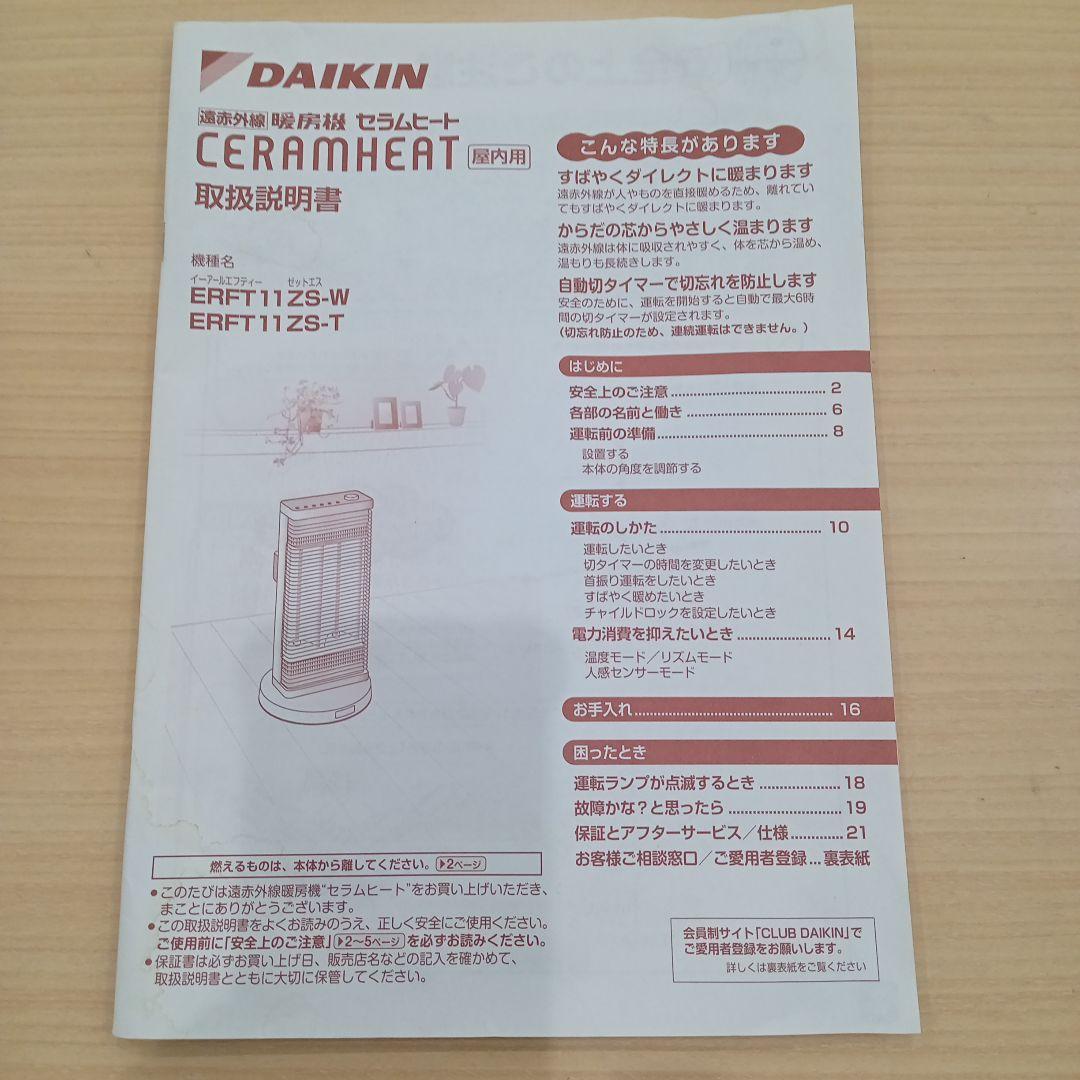 DAIKIN
遠赤外線 暖房機 セラムヒート
CERAMHEAT 屋内用
取扱説明書
機種名
イーアールエフティー ゼットエス
ERFT11ZS-W
ERFT11ZS-T
燃えるものは、本体から離してください。 ▶2ページ
●このたびは遠赤外線暖房機“セラムヒート”をお買い上げいただき、
まことにありがとうございます。
●この取扱説明書をよくお読みのうえ、正しく安全にご使用ください。
ご使用前に「安全上のご注意」 ▶2〜5ページ を必ずお読みください。
●保証書は必ずお買い上げ日、販売店名などの記入を確かめて、
取扱説明書とともに大切に保管してください。
こんな特長があります
すばやくダイレクトに暖まります
遠赤外線が人やものを直接暖めるため、離れてい
てもすばやくダイレクトに暖まります。
からだの芯からやさしく温まります
遠赤外線は体に吸収されやすく、体を芯から温め、
温もりも長続きします。
自動切タイマーで切忘れを防止します
安全のために、運転を開始すると自動で最大6時
間の切タイマーが設定されます。
(切忘れ防止のため、連続運転はできません。)
はじめに
安全上のご注意 ................................ 2
各部の名前と働き ............................. 6
運転前の準備 .................................. 8
設置する
本体の角度を調節する
運転する
運転のしかた ................................ 10
運転したいとき
切タイマーの時間を変更したいとき
首振り運転をしたいとき
すばやく暖めたいとき
チャイルドロックを設定したいとき
電力消費を抑えたいとき ................... 14
温度モード／リズムモード
人感センサーモード
お手入れ ........................................ 16
困ったとき
運転ランプが点滅するとき ................ 18
故障かな？と思ったら ....................... 19
保証とアフターサービス／仕様 ............. 21
お客様ご相談窓口／ご愛用者登録 ... 裏表紙
会員制サイト「CLUB DAIKIN」で
ご愛用者登録をお願いします。
詳しくは裏表紙をご覧ください